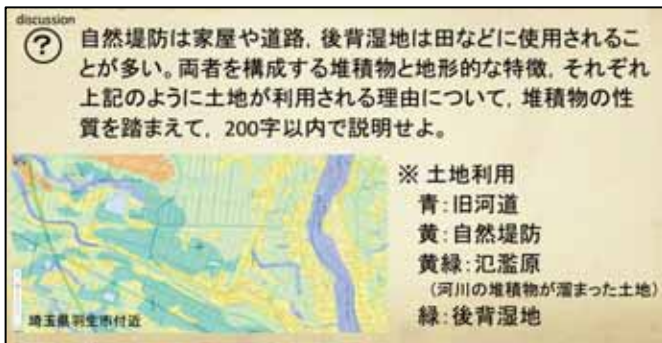 discussion
?
自然堤防は家屋や道路，後背湿地は田などに使用されるこ
とが多い。両者を構成する堆積物と地形的な特徴，それぞれ
上記のように土地が利用される理由について，堆積物の性
質を踏まえて，200字以内で説明せよ。
※ 土地利用
青：旧河道
黄：自然堤防
黄緑：氾濫原
（河川の堆積物が溜まった土地）
緑：後背湿地
埼玉県羽生市付近